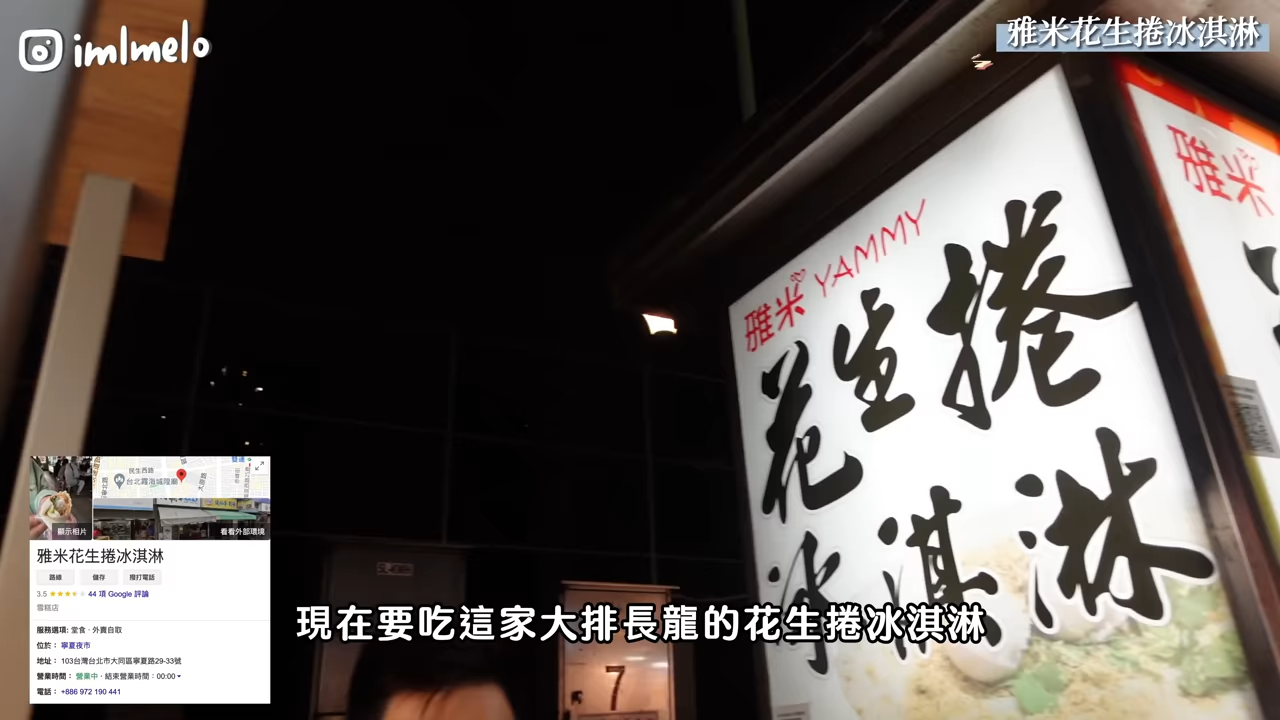 imlmelo
雅米花生捲冰淇淋
雅米 YAMMY
花生捲
冰淇淋
雅米
民生西路
台北霞海城隍廟
顯示相片
看看外部環境
雅米花生捲冰淇淋
路線 儲存 撥打電話
3.5 44 項 Google 評論
雪糕店
服務選項: 堂食 · 外賣自取
位於: 寧夏夜市
地址: 103台灣台北市大同區寧夏路29-33號
營業時間: 營業中 · 結束營業時間:00:00
電話: +886 972 190 441
現在要吃這家大排長龍的花生捲冰淇淋
7